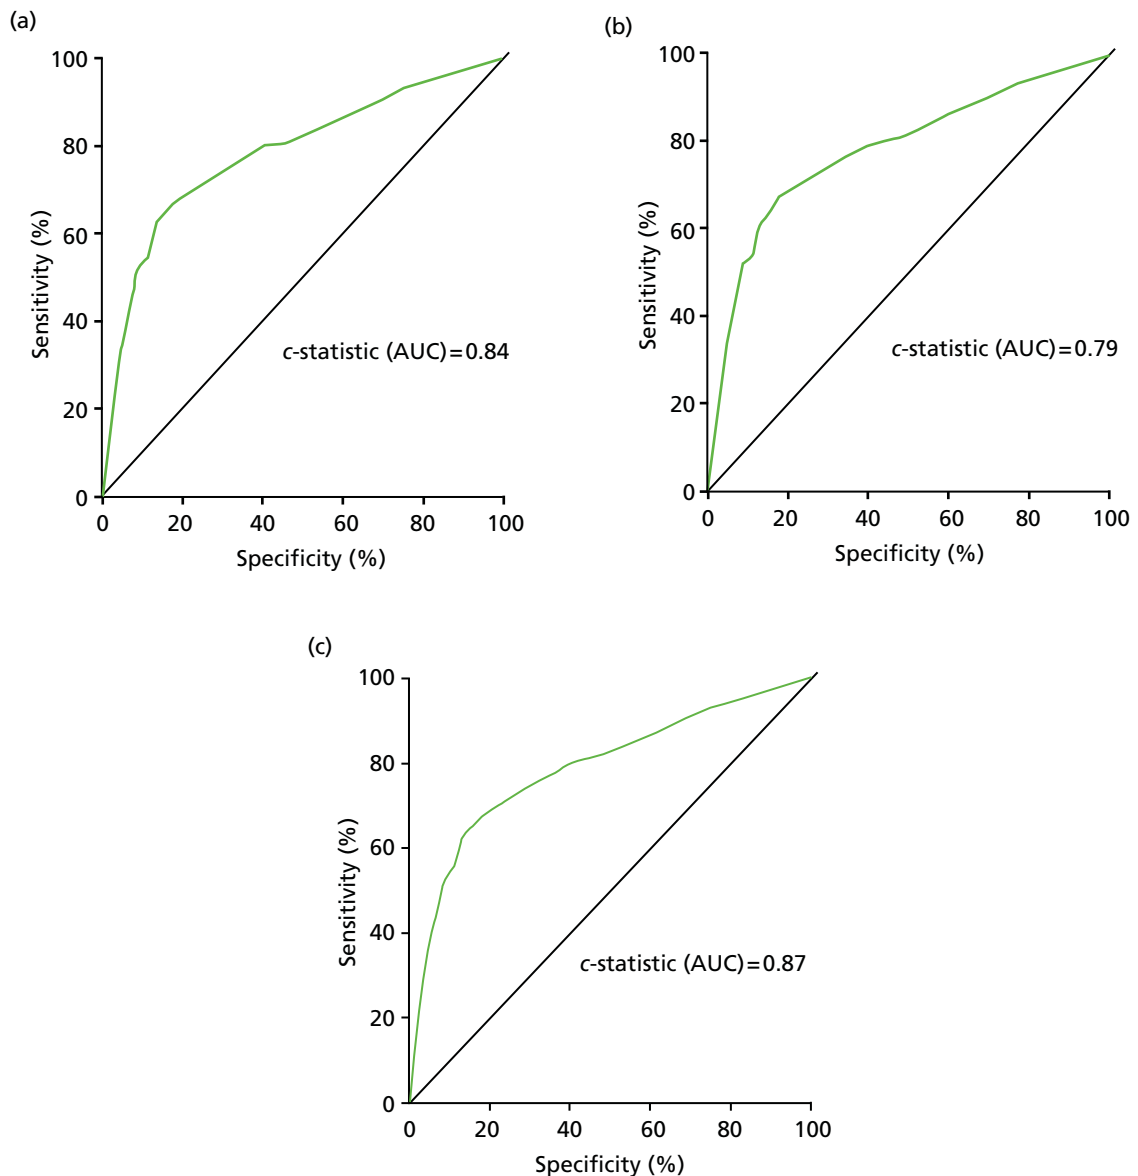 (a)
100
80
60
40
20
0
Sensitivity (%)
c-statistic (AUC)=0.84
0 20 40 60 80 100
Specificity (%)
(b)
100
80
60
40
20
0
Sensitivity (%)
c-statistic (AUC)=0.79
0 20 40 60 80 100
Specificity (%)
(c)
100
80
60
40
20
0
Sensitivity (%)
c-statistic (AUC)=0.87
0 20 40 60 80 100
Specificity (%)